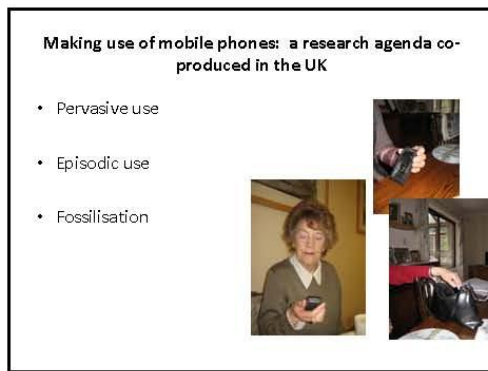 Making use of mobile phones: a research agenda co-
produced in the UK
• Pervasive use
• Episodic use
• Fossilisation